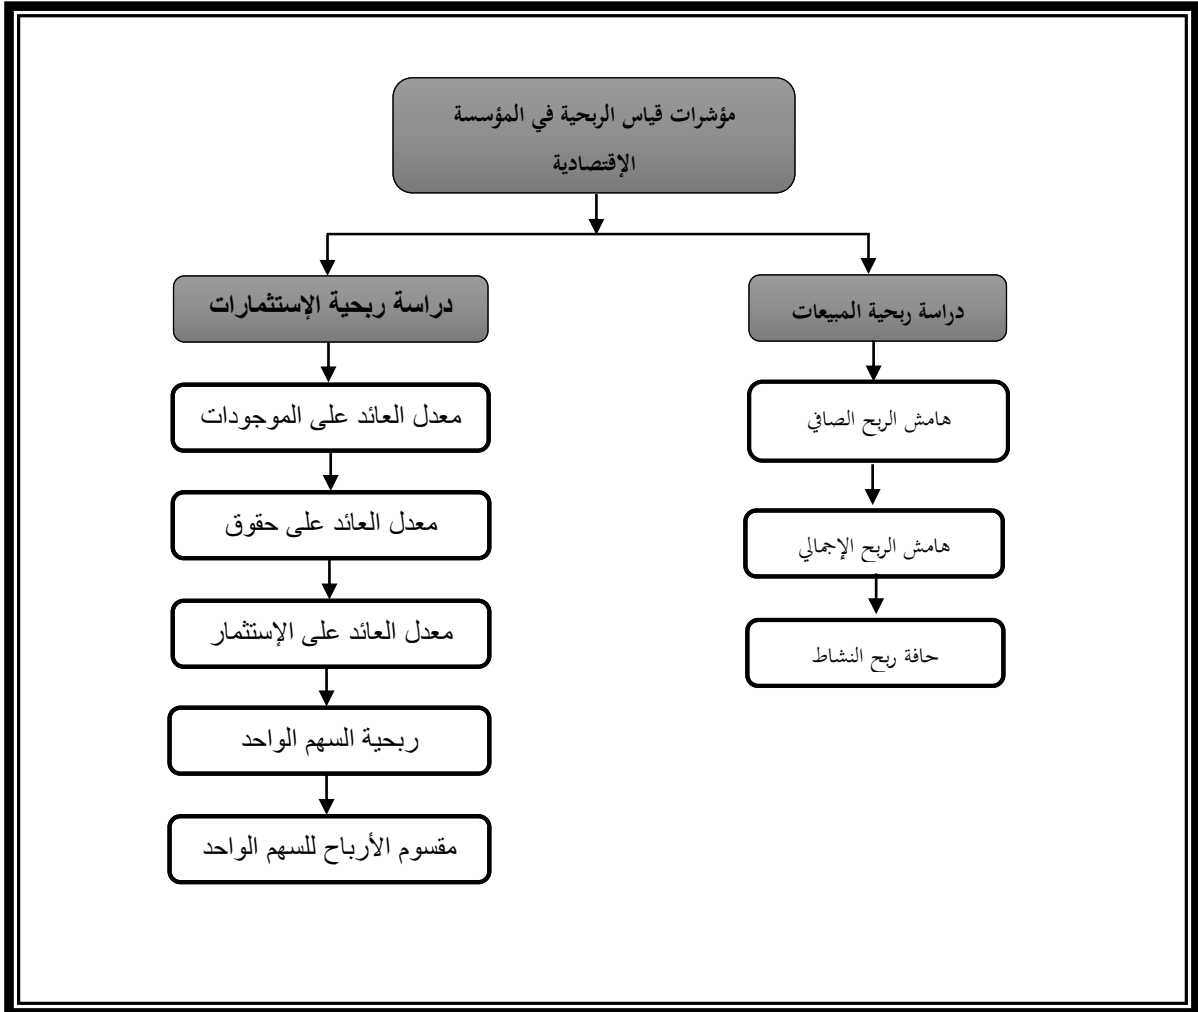 مؤشرات قياس الربحية في المؤسسة
الإقتصادية
دراسة ربحية المبيعات
هامش الربح الصافي
هامش الربح الإجمالي
حافة ربح النشاط
دراسة ربحية الإستثمارات
معدل العائد على الموجودات
معدل العائد على حقوق
معدل العائد على الإستثمار
ربحية السهم الواحد
مقسوم الأرباح للسهم الواحد